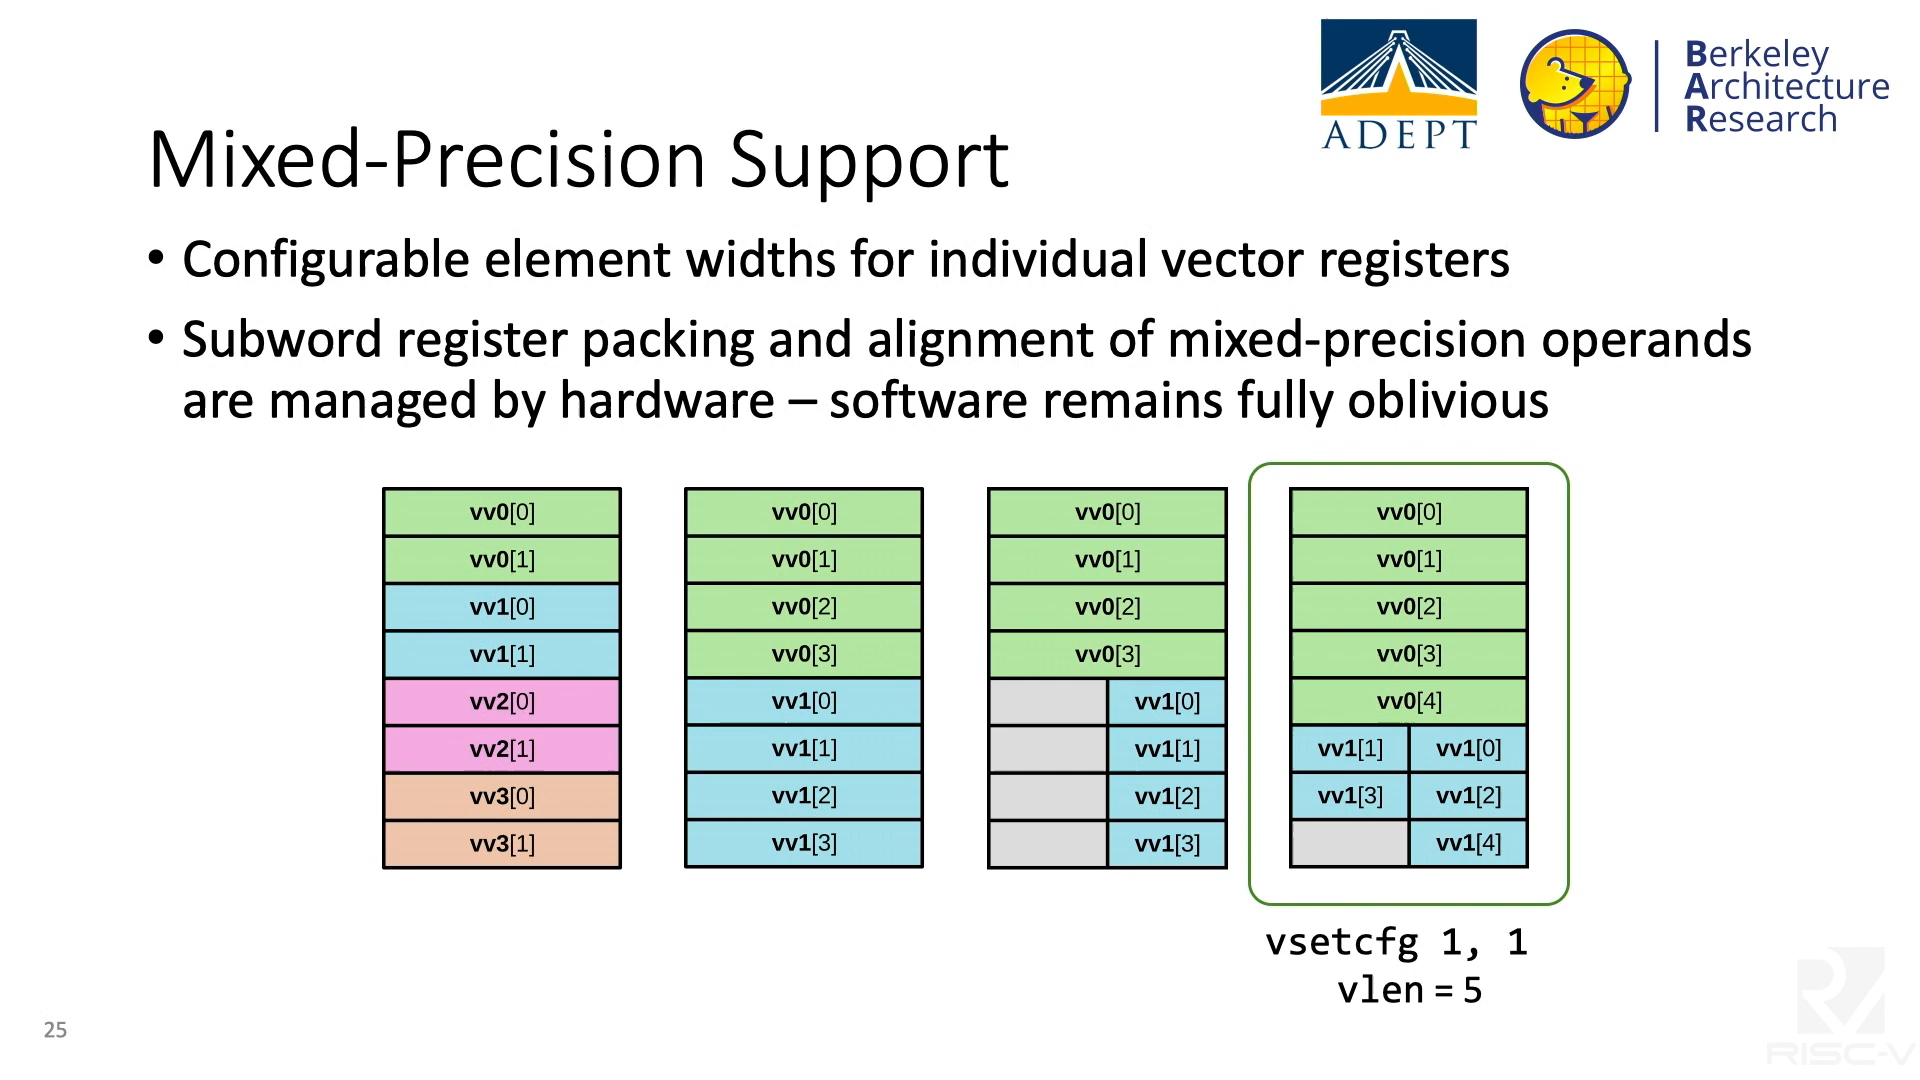 ADEPT
Berkeley
Architecture
Research
Mixed-Precision Support
• Configurable element widths for individual vector registers
• Subword register packing and alignment of mixed-precision operands
are managed by hardware – software remains fully oblivious
vv0[0]
vv0[1]
vv1[0]
vv1[1]
vv2[0]
vv2[1]
vv3[0]
vv3[1]
vv0[0]
vv0[1]
vv0[2]
vv0[3]
vv1[0]
vv1[1]
vv1[2]
vv1[3]
vv0[0]
vv0[1]
vv0[2]
vv0[3]
vv1[0]
vv1[1]
vv1[2]
vv1[3]
vv0[0]
vv0[1]
vv0[2]
vv0[3]
vv0[4]
vv1[1] vv1[0]
vv1[3] vv1[2]
vv1[4]
vsetcfg 1, 1
vlen = 5
25
RISC-V